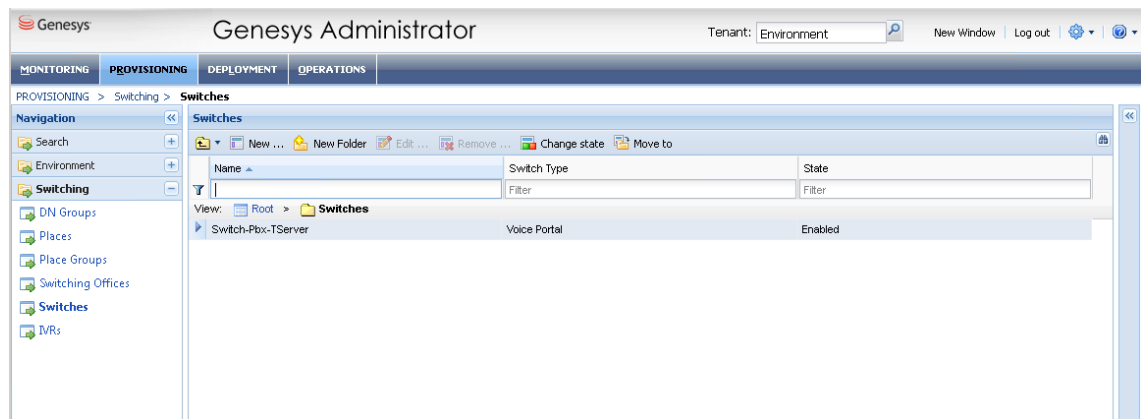 Genesys
Genesys Administrator
Tenant: Environment
New Window Log out
MONITORING PROVISIONING DEPLOYMENT OPERATIONS
PROVISIONING > Switching > Switches
Navigation
Search
Environment
Switching
DN Groups
Places
Place Groups
Switching Offices
Switches
IVRs
Switches
New ... New Folder Edit ... Remove ... Change state Move to
Name Switch Type State
Filter Filter
View: Root > Switches
Switch-Pbx-TServer Voice Portal Enabled